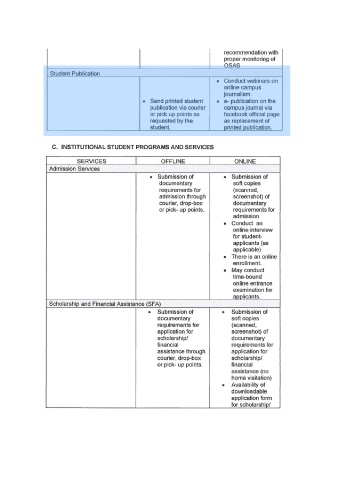 recommendation with
proper monitoring of
OSAS
Student Publication
• Send printed student
publication via courier
or pick up points as
requested by the
student.
• Conduct webinars on
online campus
journalism.
• e- publication on the
campus journal via
facebook official page
as replacement of
printed publication.
C. INSTITUTIONAL STUDENT PROGRAMS AND SERVICES
SERVICES OFFLINE ONLINE
Admission Services
• Submission of
documentary
requirements for
admission through
courier, drop-box
or pick- up points.
• Submission of
soft copies
(scanned,
screenshot) of
documentary
requirements for
admission
• Conduct an
online interview
for student-
applicants (as
applicable)
• There is an online
enrollment.
• May conduct
time-bound
online entrance
examination for
applicants.
Scholarship and Financial Assistance (SFA)
• Submission of
documentary
requirements for
application for
scholarship/
financial
assistance through
courier, drop-box
or pick- up points.
• Submission of
soft copies
(scanned,
screenshot) of
documentary
requirements for
application for
scholarship/
financial
assistance (no
home visitation)
• Availability of
downloadable
application form
for scholarship/